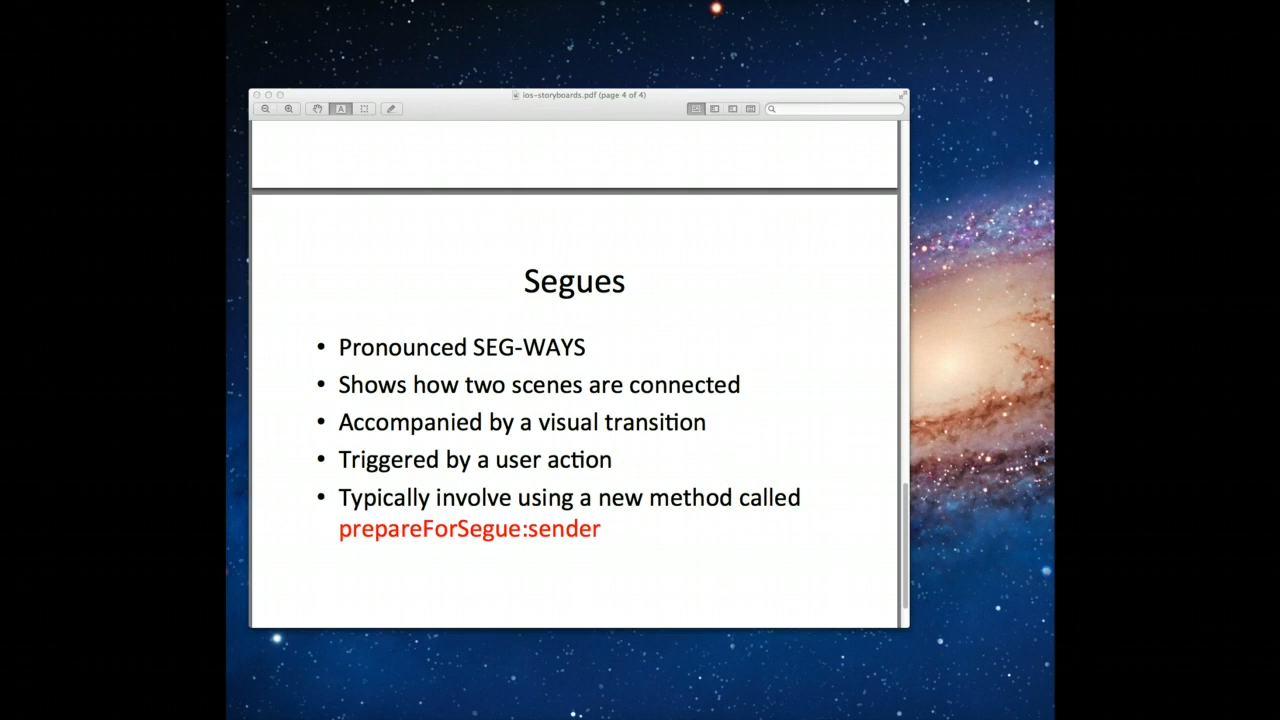 ios-storyboards.pdf (page 4 of 4)
Segues
• Pronounced SEG-WAYS
• Shows how two scenes are connected
• Accompanied by a visual transition
• Triggered by a user action
• Typically involve using a new method called
prepareForSegue:sender